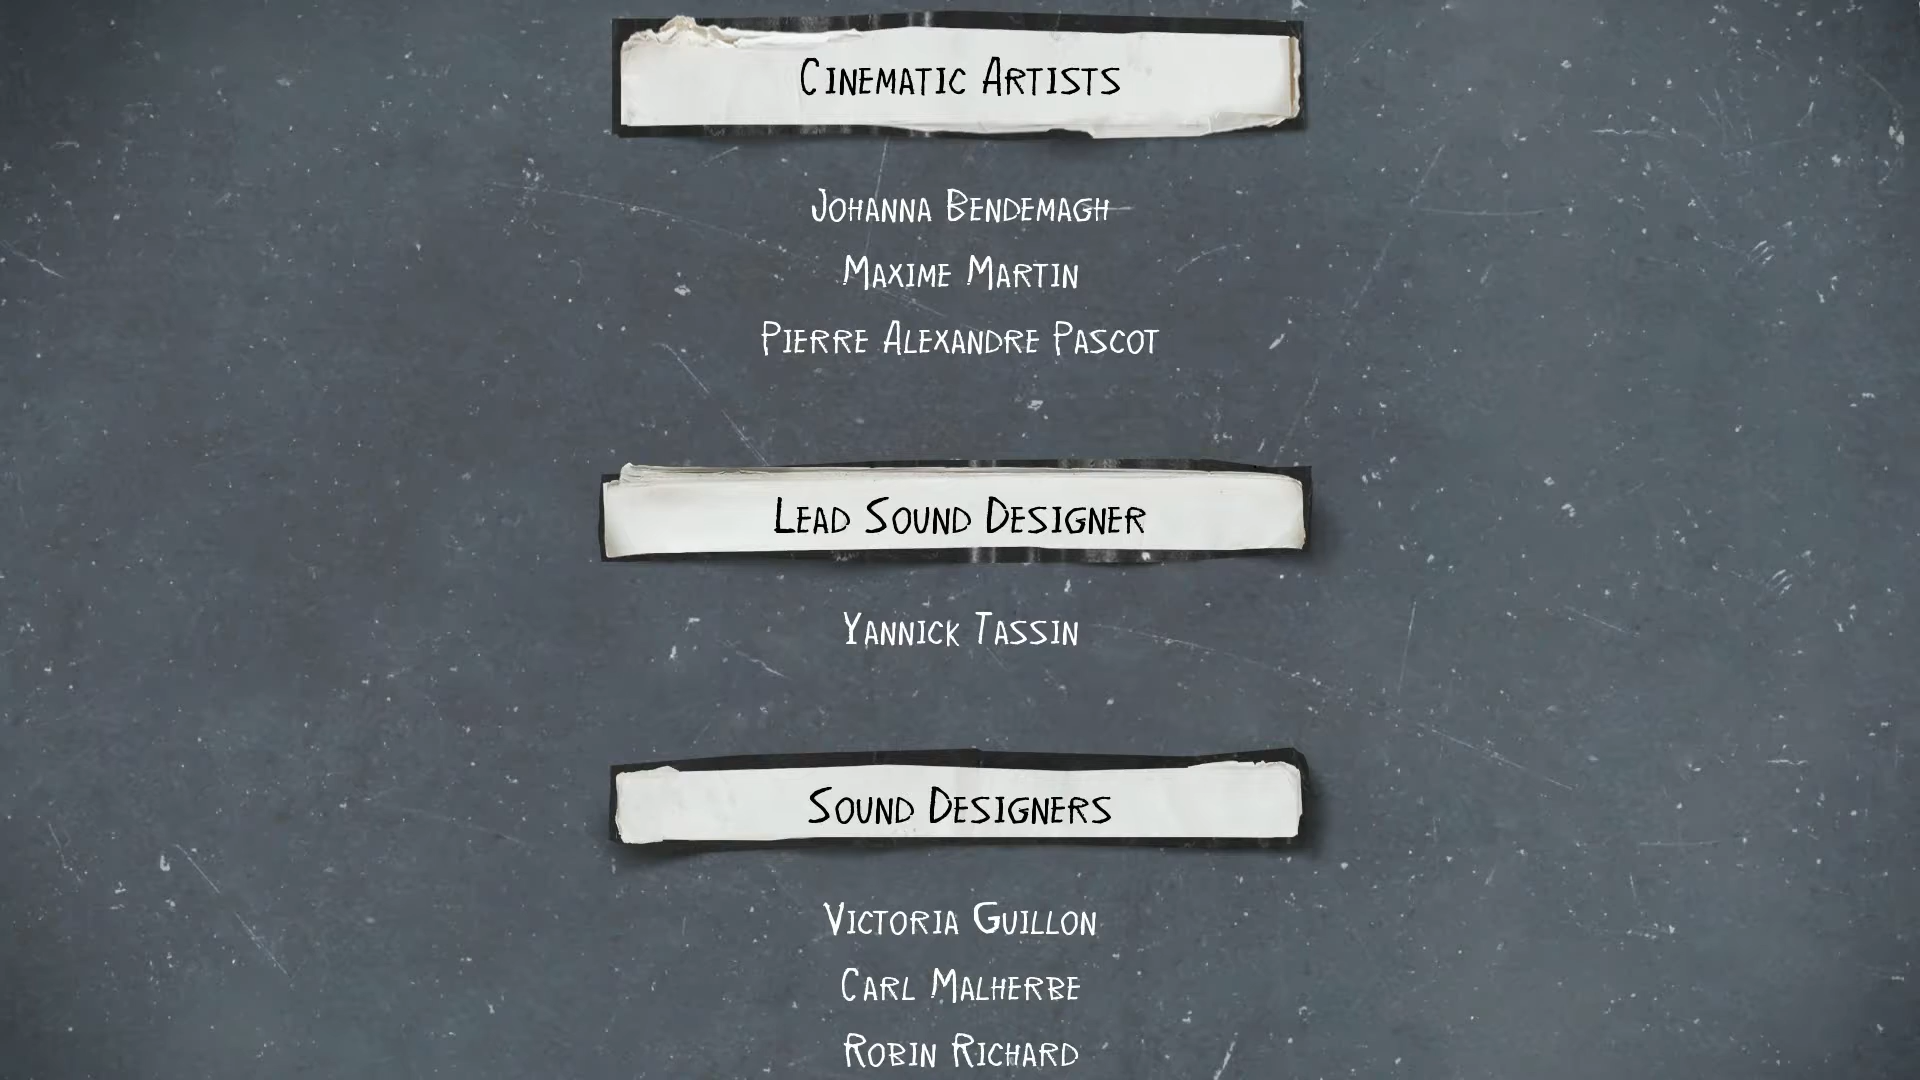 Cinematic Artists
Johanna Bendemagh
Maxime Martin
Pierre Alexandre Pascot
Lead Sound Designer
Yannick Tassin
Sound Designers
Victoria Guillon
Carl Malherbe
Robin Richard